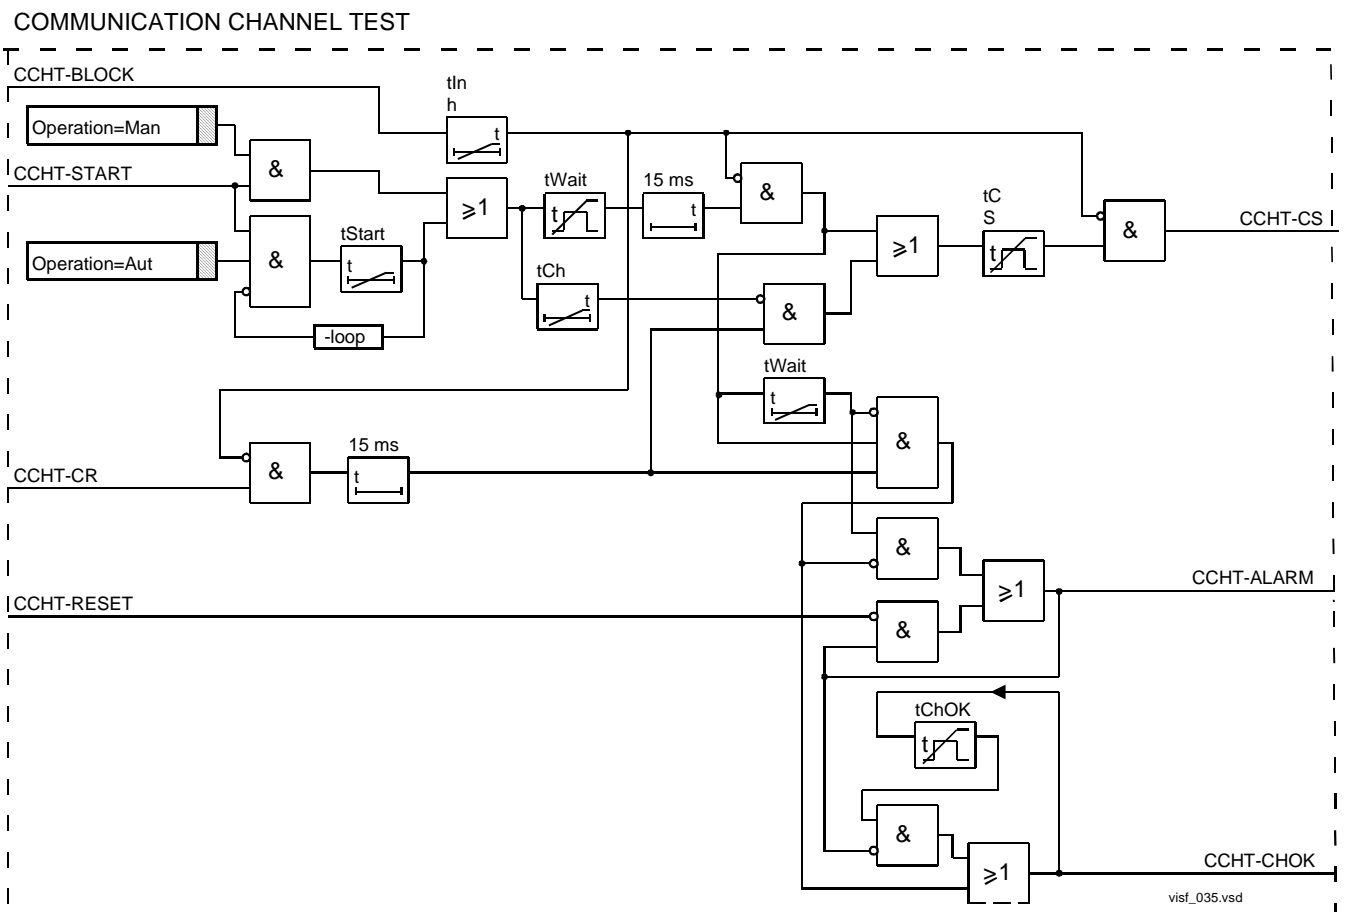 COMMUNICATION CHANNEL TEST
CCHT-BLOCK
tIn
h
t
Operation=Man
&
CCHT-START
≥1
tWait
t
15 ms
t
&
tC
S
t
&
CCHT-CS
≥1
Operation=Aut
&
tStart
t
tCh
t
&
-loop
tWait
t
&
15 ms
t
&
CCHT-CR
&
≥1
CCHT-ALARM
CCHT-RESET
&
tChOK
t
&
≥1
CCHT-CHOK
visf_035.vsd